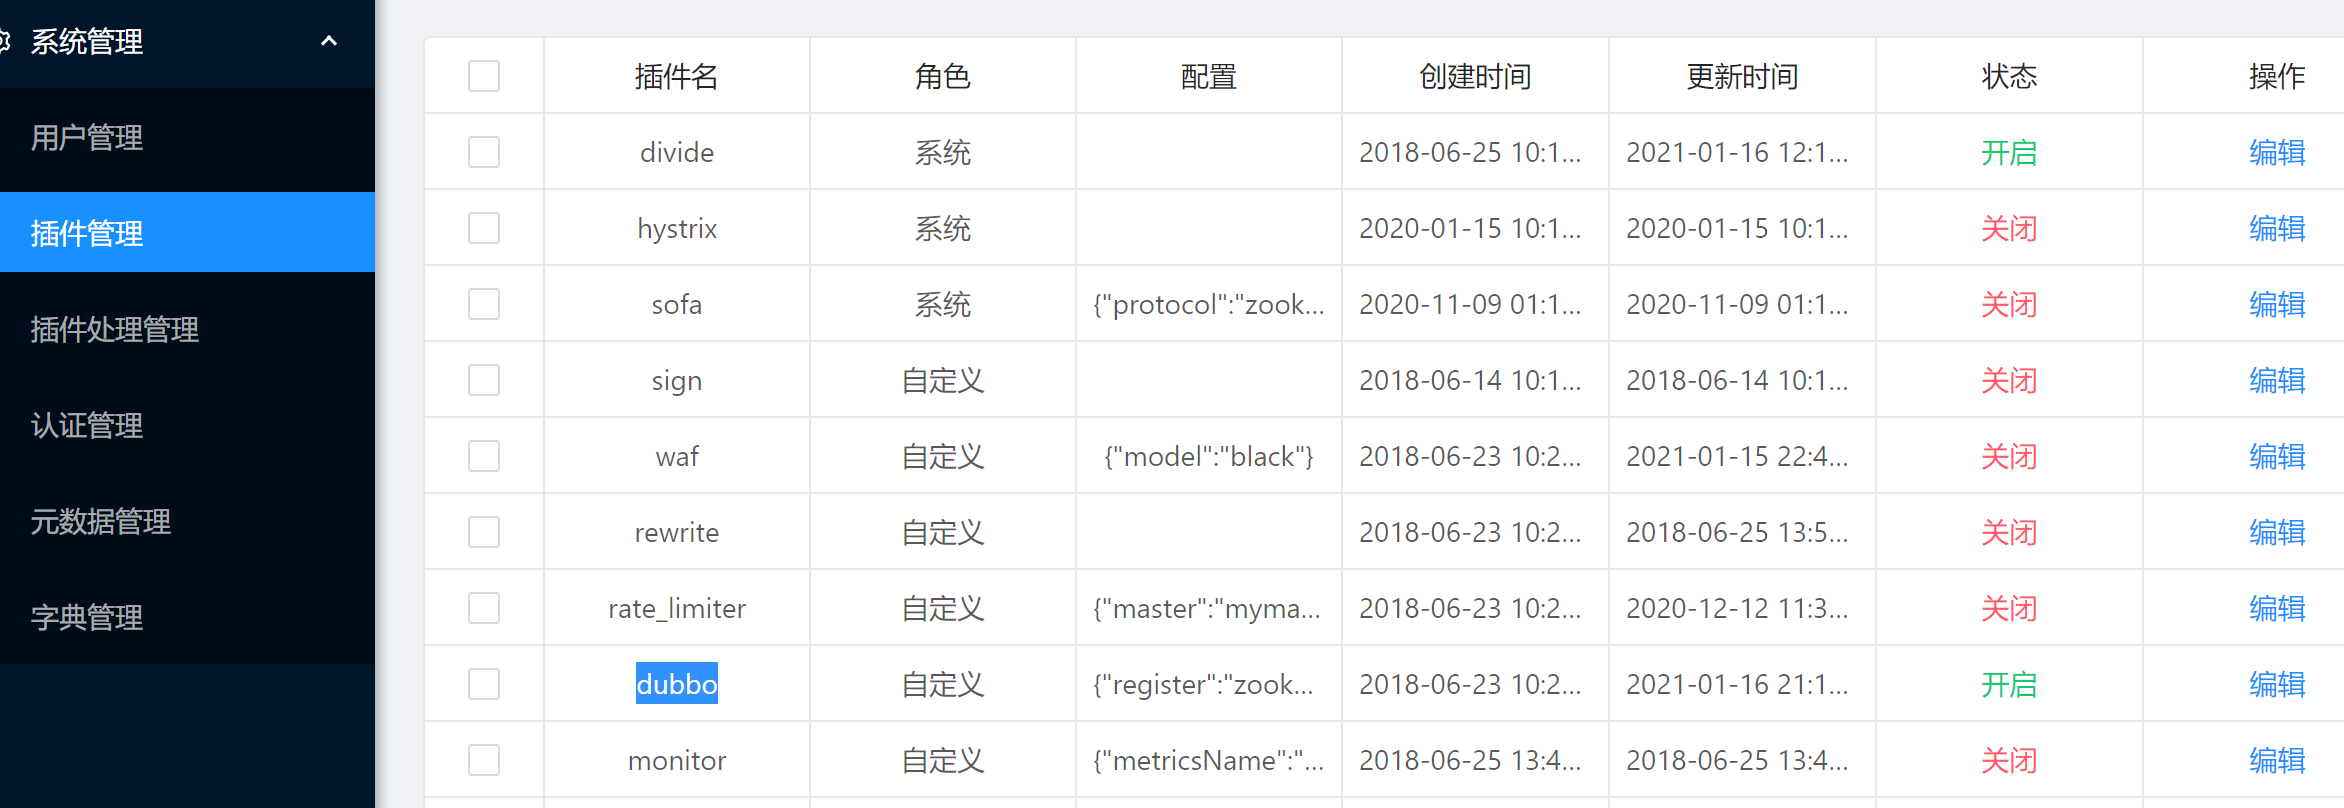 系统管理
用户管理
插件管理
插件处理管理
认证管理
元数据管理
字典管理
插件名 角色 配置 创建时间 更新时间 状态 操作
divide 系统 2018-06-25 10:1... 2021-01-16 12:1... 开启 编辑
hystrix 系统 2020-01-15 10:1... 2020-01-15 10:1... 关闭 编辑
sofa 系统 {"protocol":"zook... 2020-11-09 01:1... 2020-11-09 01:1... 关闭 编辑
sign 自定义 2018-06-14 10:1... 2018-06-14 10:1... 关闭 编辑
waf 自定义 {"model":"black"} 2018-06-23 10:2... 2021-01-15 22:4... 关闭 编辑
rewrite 自定义 2018-06-23 10:2... 2018-06-25 13:5... 关闭 编辑
rate_limiter 自定义 {"master":"myma... 2018-06-23 10:2... 2020-12-12 11:3... 关闭 编辑
dubbo 自定义 {"register":"zook... 2018-06-23 10:2... 2021-01-16 21:1... 开启 编辑
monitor 自定义 {"metricsName":"... 2018-06-25 13:4... 2018-06-25 13:4... 关闭 编辑